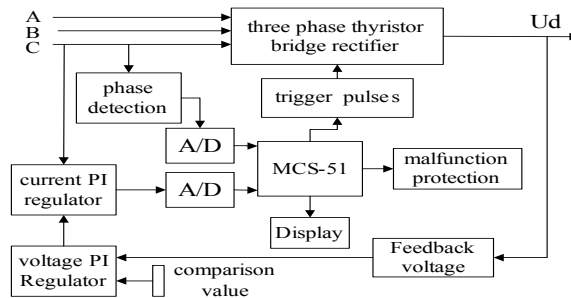 A
B
C
three phase thyristor
bridge rectifier
Ud
phase
detection
trigger pulses
A/D
MCS-51
malfunction
protection
current PI
regulator
A/D
Display
voltage PI
Regulator
comparison
value
Feedback
voltage